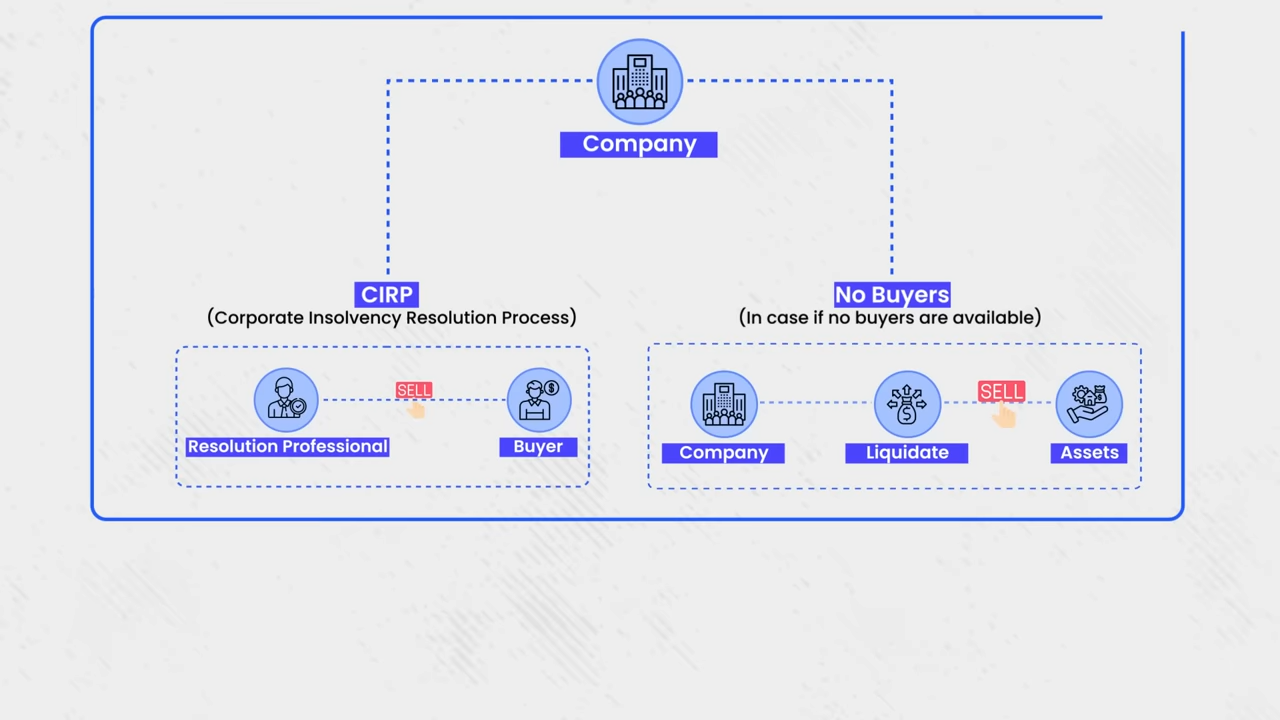 Company
CIRP
(Corporate Insolvency Resolution Process)
SELL
Resolution Professional
Buyer
No Buyers
(In case if no buyers are available)
SELL
Company
Liquidate
Assets